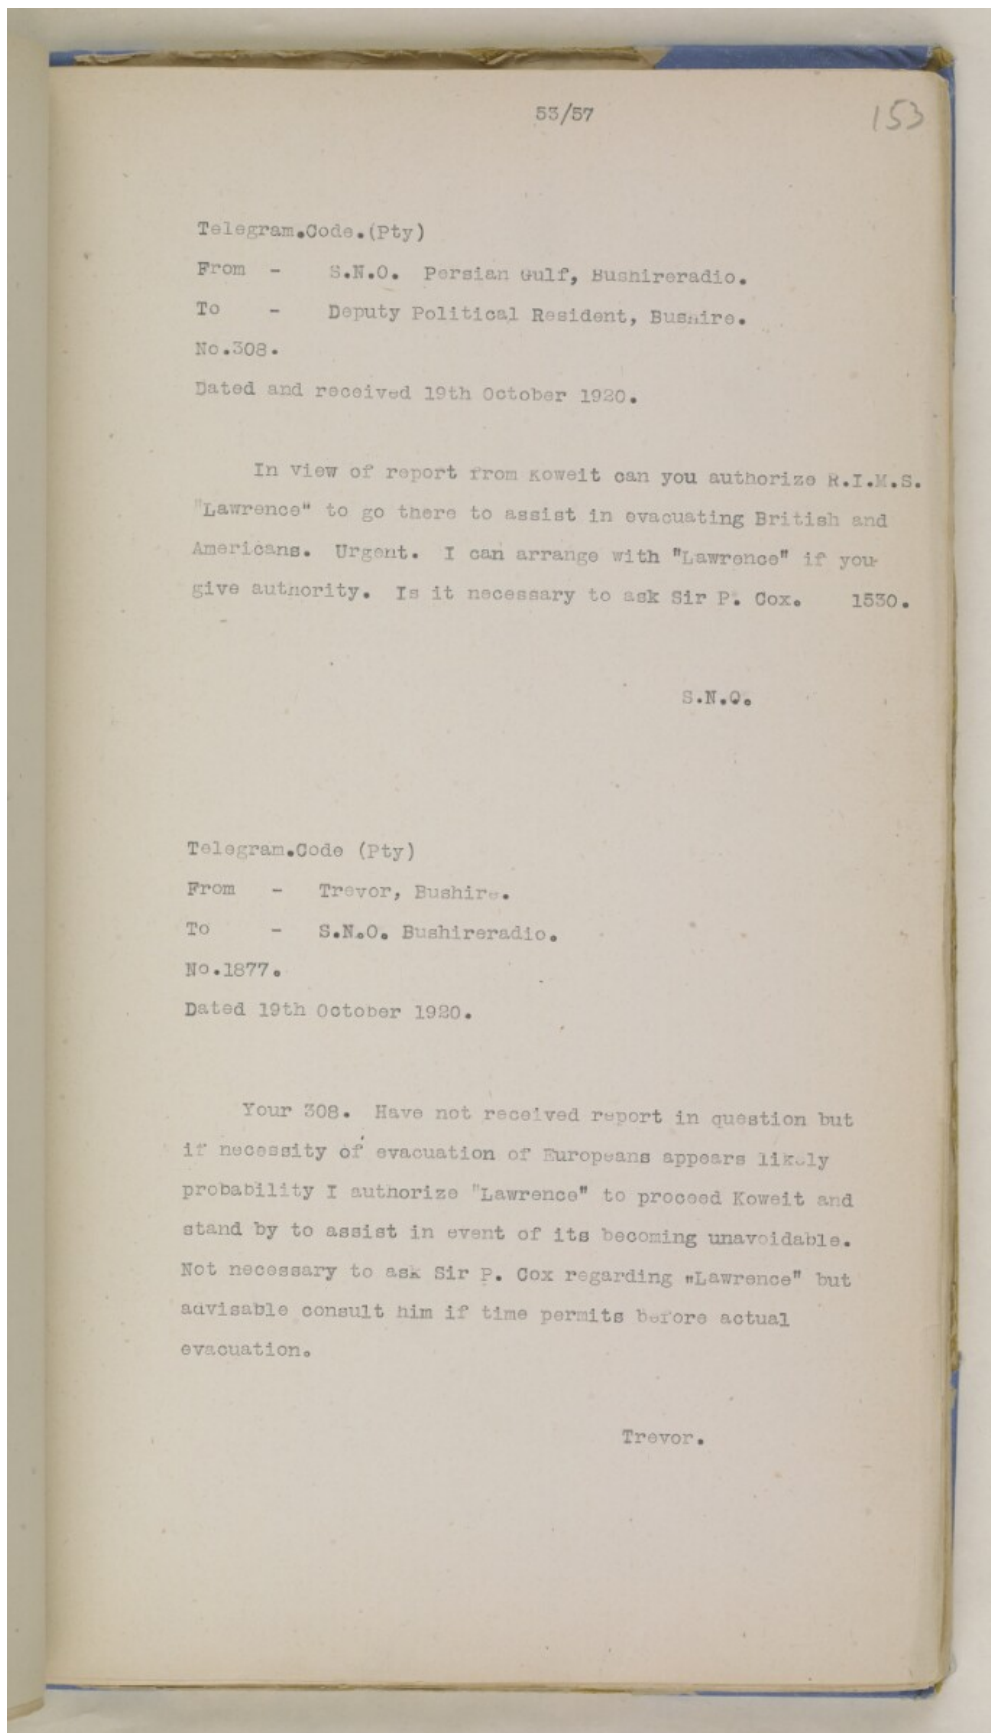 53/57
153
Telegram.Code.(Pty)
From - S.N.O. Persian Gulf, Bushireradio.
To - Deputy Political Resident, Bushire.
No.308.
Dated and received 19th October 1920.
In view of report from Koweit can you authorize R.I.M.S.
"Lawrence" to go there to assist in evacuating British and
Americans. Urgent. I can arrange with "Lawrence" if you
give authority. Is it necessary to ask Sir P. Cox. 1530.
S.N.O.
Telegram.Code (Pty)
From - Trevor, Bushire.
To - S.N.O. Bushireradio.
No.1877.
Dated 19th October 1920.
Your 308. Have not received report in question but
if necessity of evacuation of Europeans appears likely
probability I authorize "Lawrence" to proceed Koweit and
stand by to assist in event of its becoming unavoidable.
Not necessary to ask Sir P. Cox regarding "Lawrence" but
advisable consult him if time permits before actual
evacuation.
Trevor.